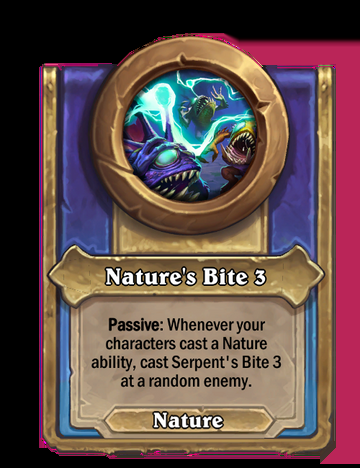 Nature's Bite 3
Passive: Whenever your
characters cast a Nature
ability, cast Serpent's Bite 3
at a random enemy.
Nature